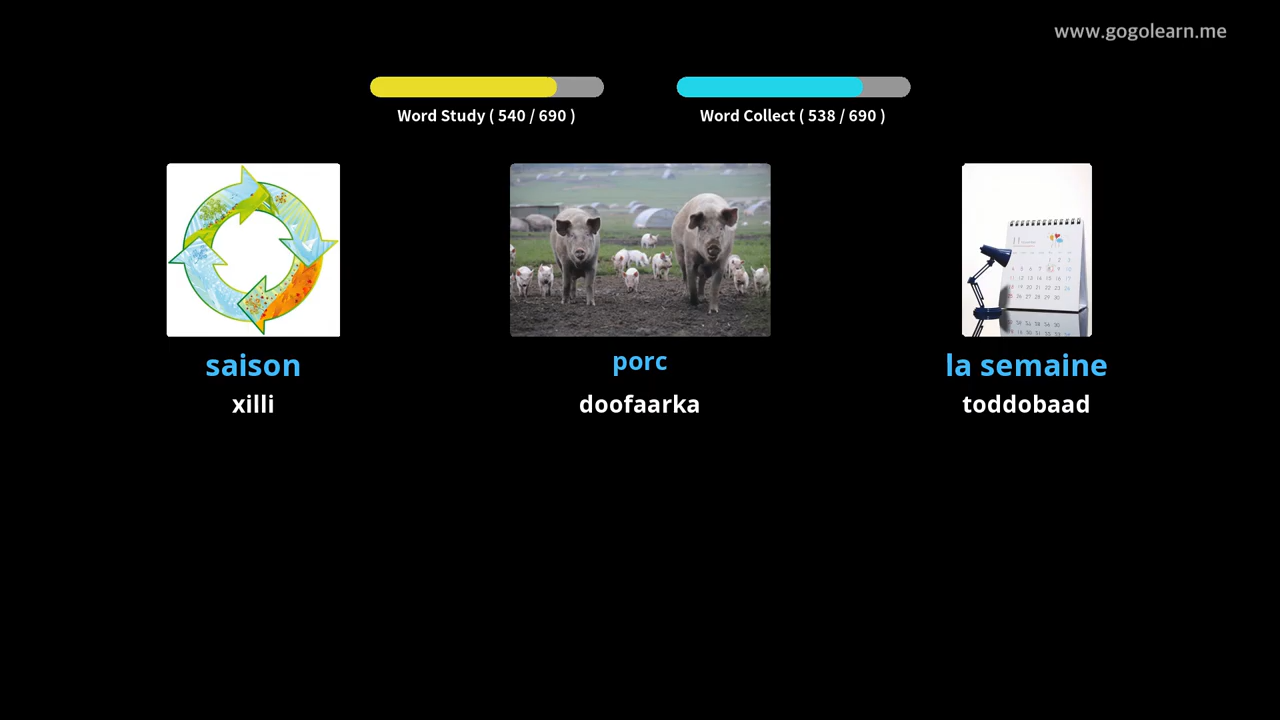 www.gogolearn.me
Word Study ( 540 / 690 )
Word Collect ( 538 / 690 )
saison
porc
la semaine
xilli
doofaarka
toddobaad